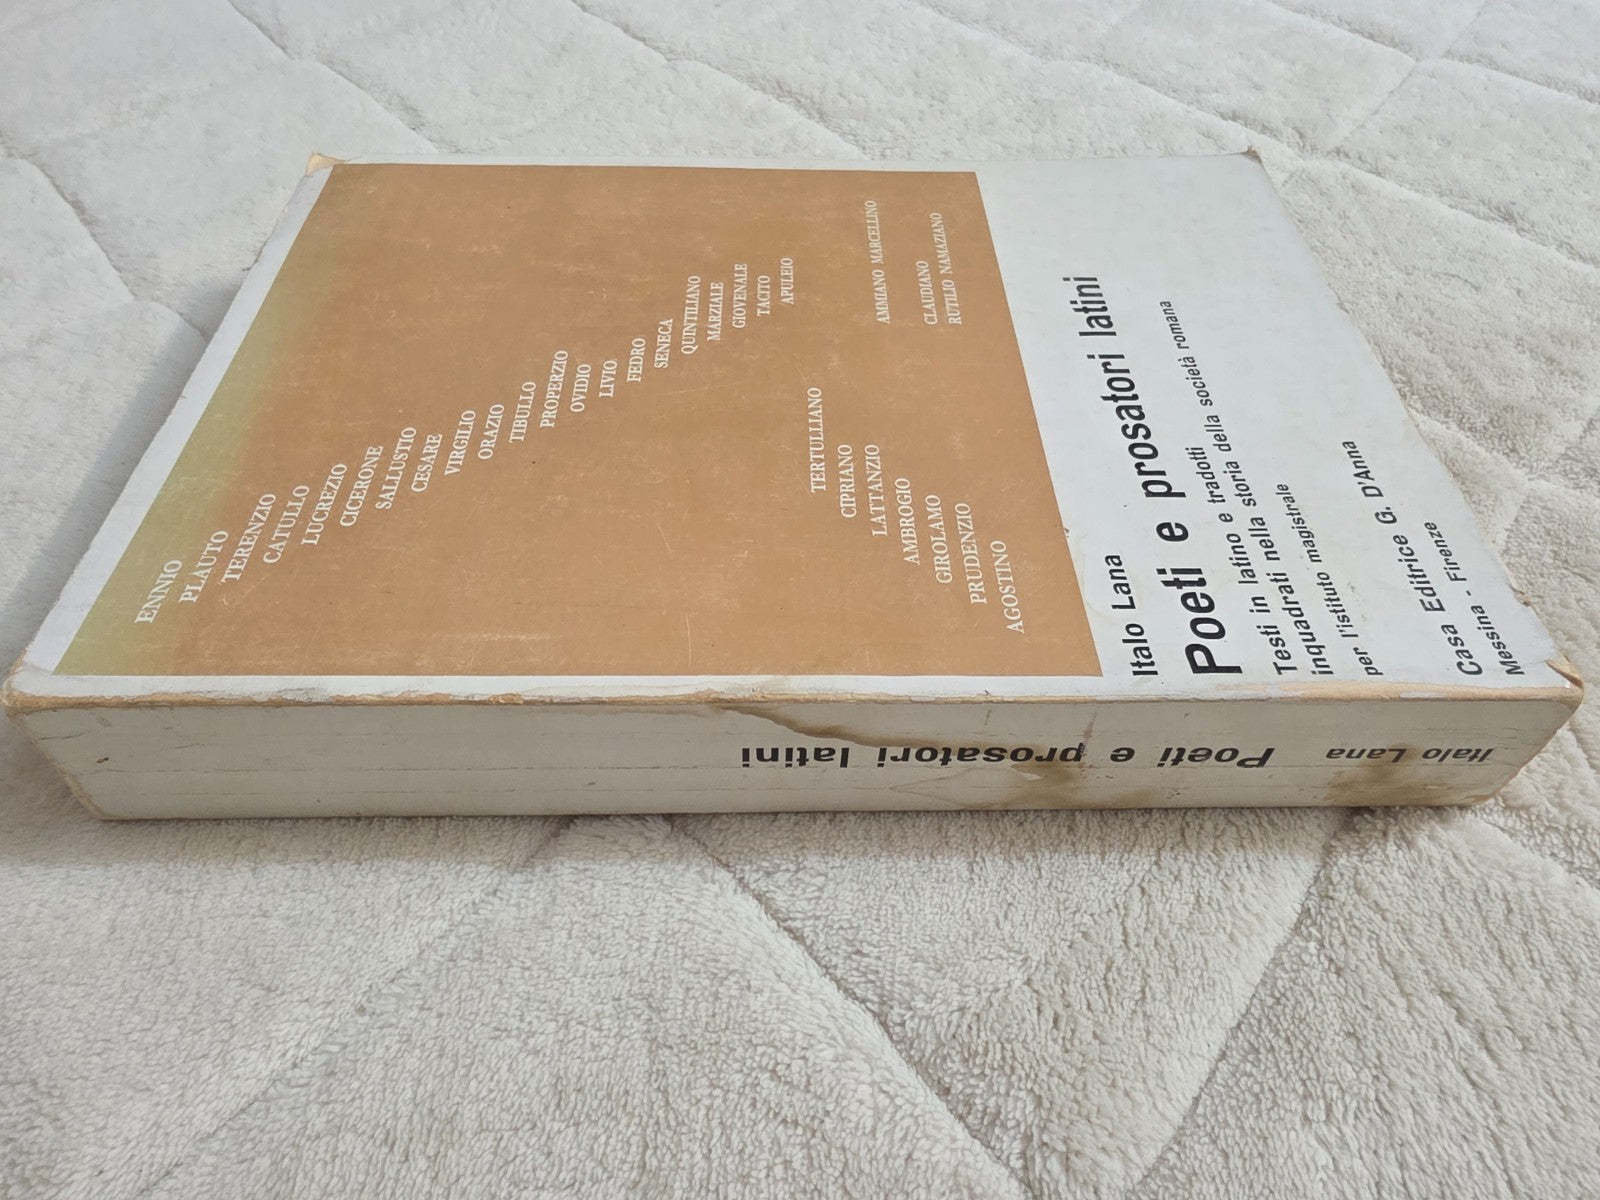 ENNIO
PLAUTO
TERENZIO
CATULLO
LUCREZIO
CICERONE
SALLUSTIO
CESARE
VIRGILIO
ORAZIO
TIBULLO
PROPERZIO
OVIDIO
LIVIO
FEDRO
SENECA
QUINTILIANO
MARZIALE
GIOVENALE
TACITO
APULEIO
TERTULLIANO
CIPRIANO
LATTANZIO
AMBROGIO
GIROLAMO
PRUDENZIO
AGOSTINO
AMMIANO MARCELLINO
CLAUDIANO
RUTILIO NAMAZIANO
Italo Lana
Poeti e prosatori latini
Testi in latino e tradotti
inquadrati nella storia della società romana
per l'istituto magistrale
Casa Editrice G. D'Anna
Messina - Firenze
Italo Lana Poeti e prosatori latini